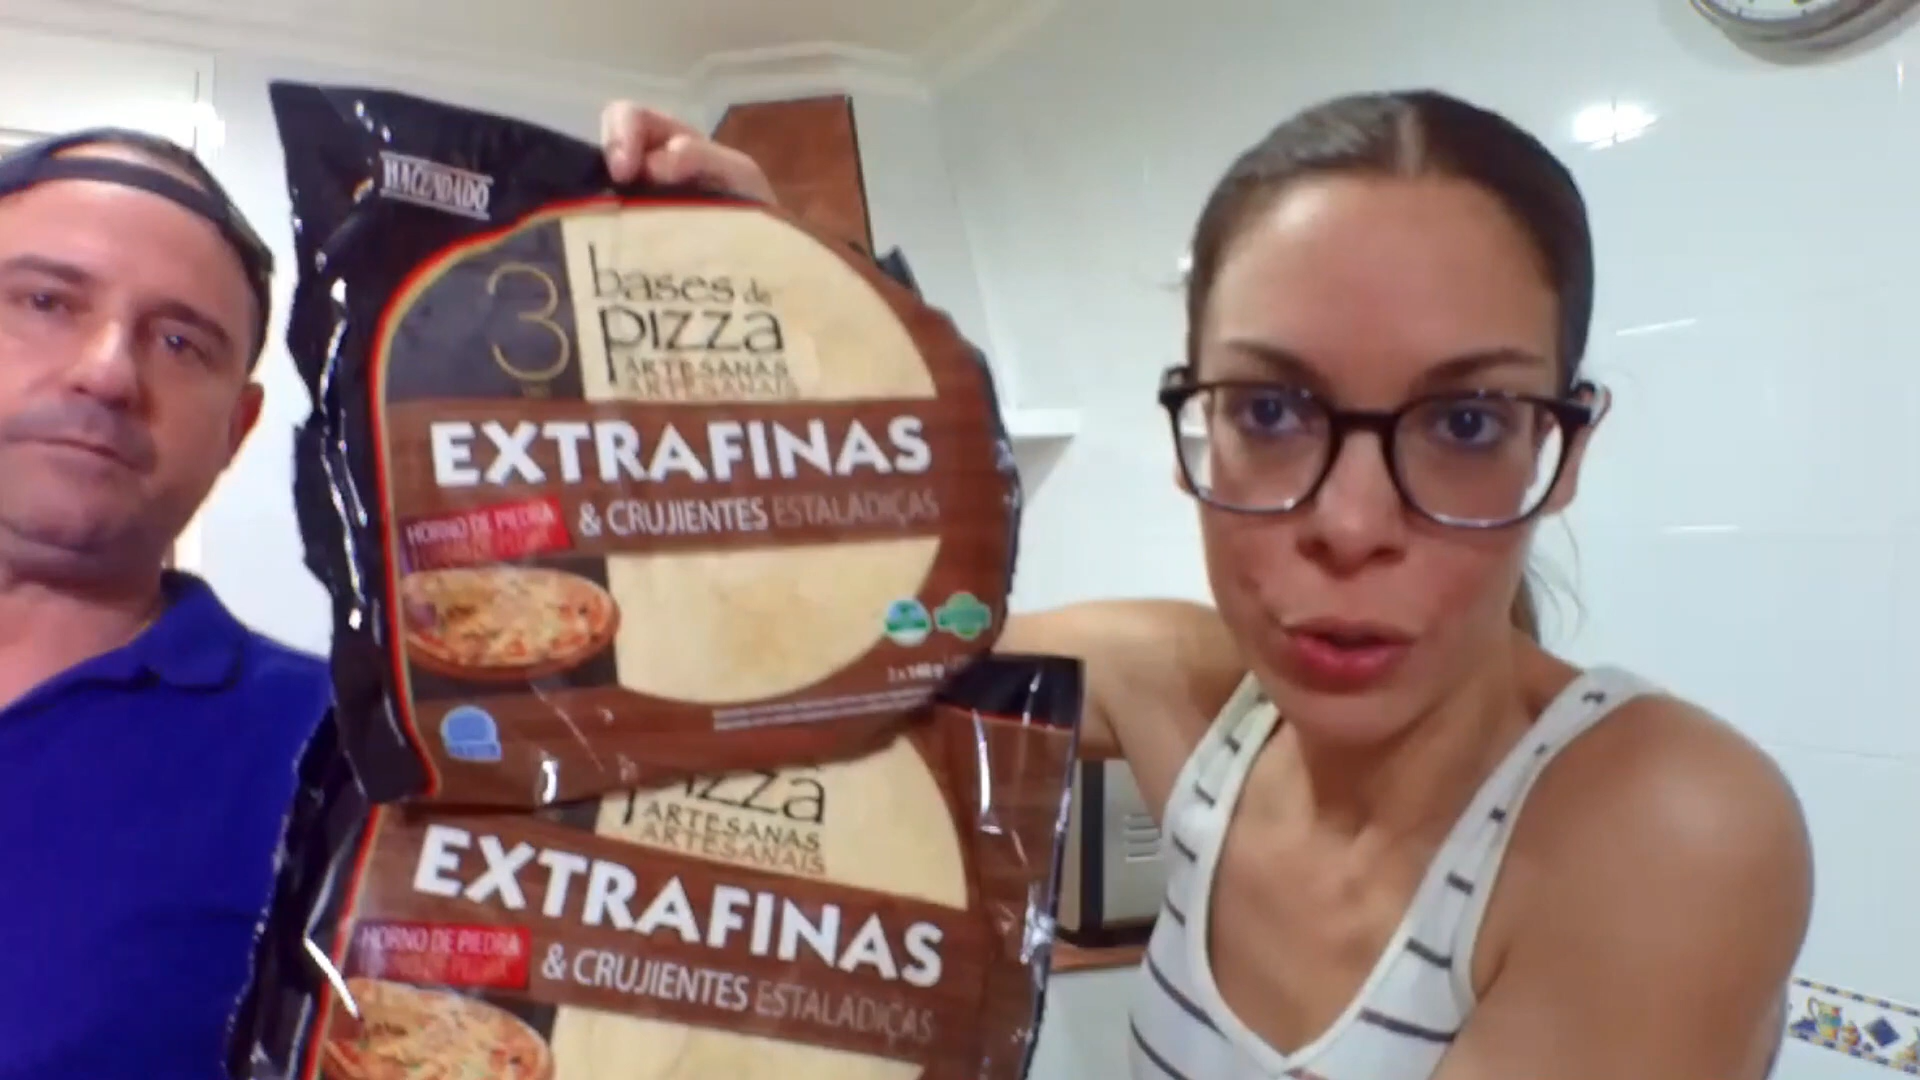 HACENDADO
3
bases de
pizza
ARTESANAS
ARTESANAIS
EXTRAFINAS
HORNO DE PIEDRA
& CRUJIENTES ESTALADIÇAS
pizza
ARTESANAS
ARTESANAIS
EXTRAFINAS
HORNO DE PIEDRA
& CRUJIENTES ESTALADIÇAS